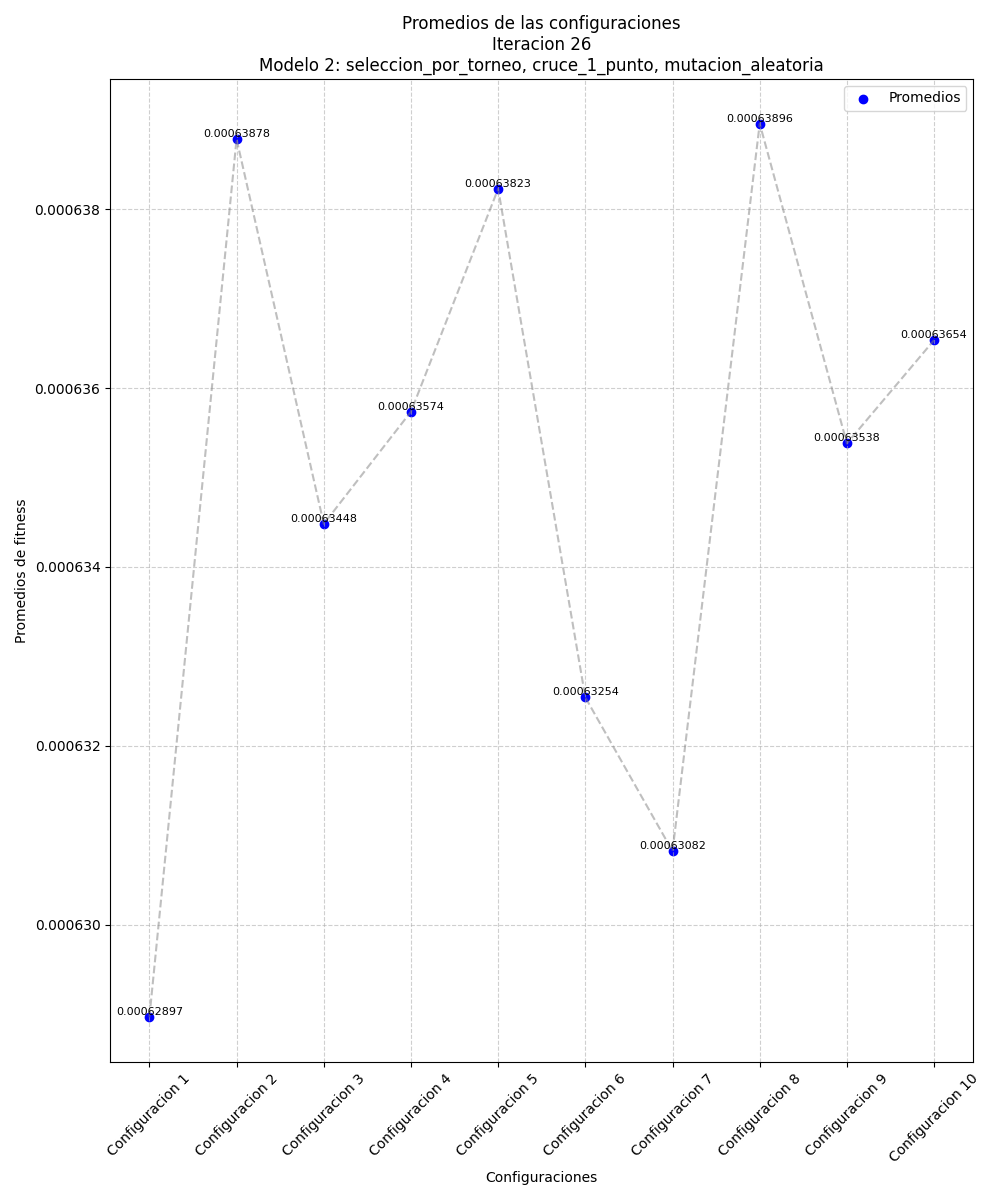 Promedios de las configuraciones
Iteracion 26
Modelo 2: seleccion_por_torneo, cruce_1_punto, mutacion_aleatoria
Promedios
0.00063896
0.00063878
0.00063823
0.000638
0.00063654
0.000636
0.00063574
0.00063538
0.00063448
0.000634
0.00063254
0.000632
0.00063082
0.000630
0.00062897
Promedios de fitness
Configuracion 1
Configuracion 2
Configuracion 3
Configuracion 4
Configuracion 5
Configuracion 6
Configuracion 7
Configuracion 8
Configuracion 9
Configuracion 10
Configuraciones